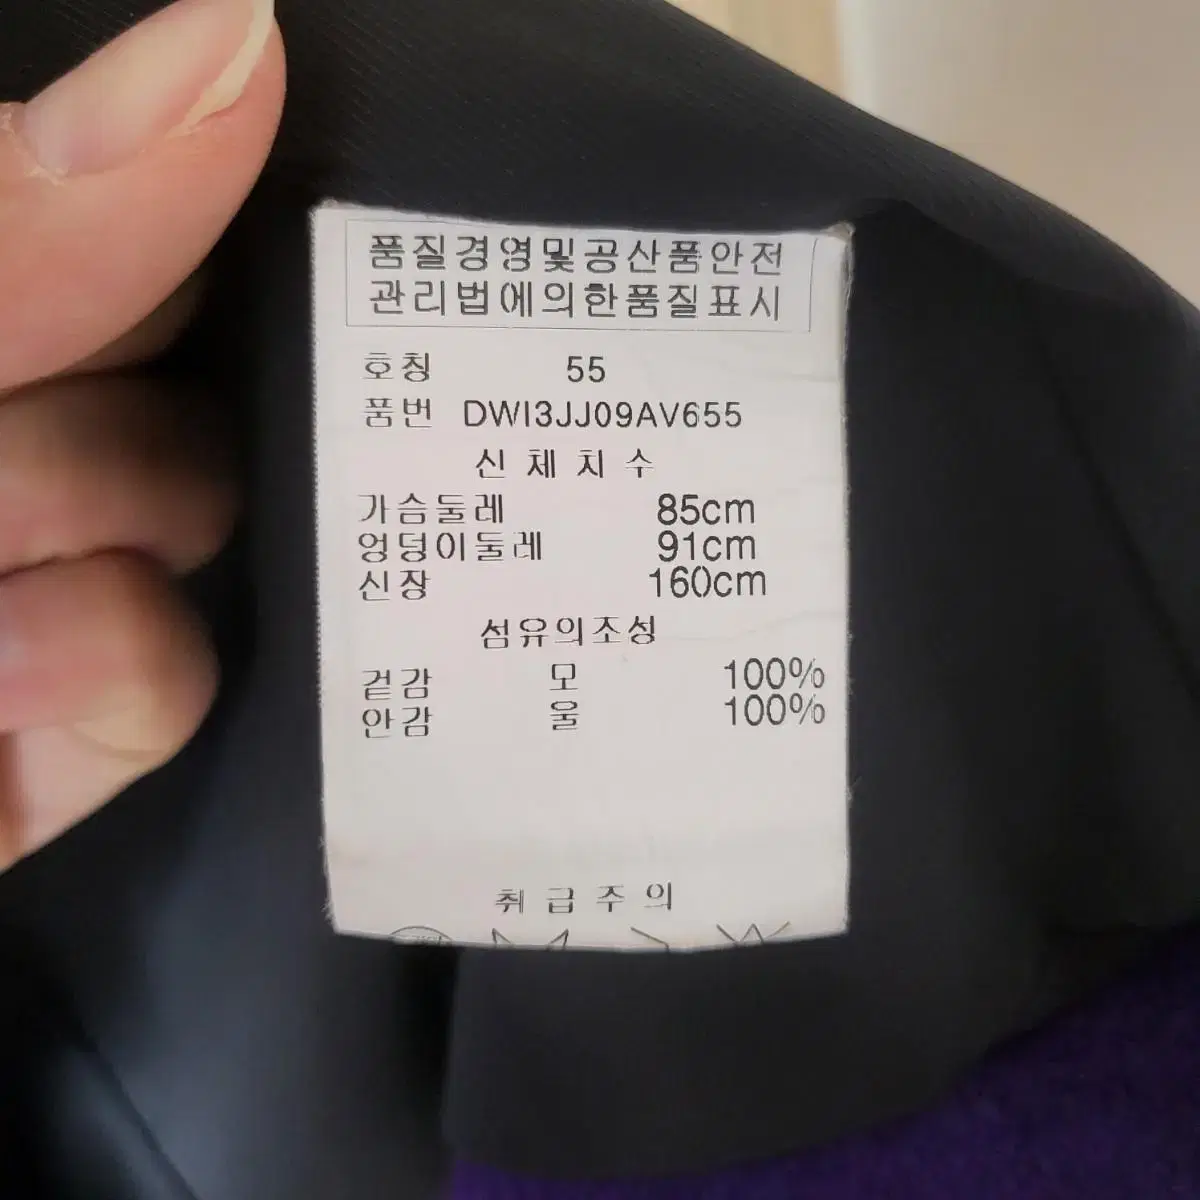 품질경영및공산품안전
관리법에의한품질표시
호칭 55
품번 DWI3JJ09AV655
신체치수
가슴둘레 85cm
엉덩이둘레 91cm
신장 160cm
섬유의조성
겉감 모 100%
안감 울 100%
취급주의